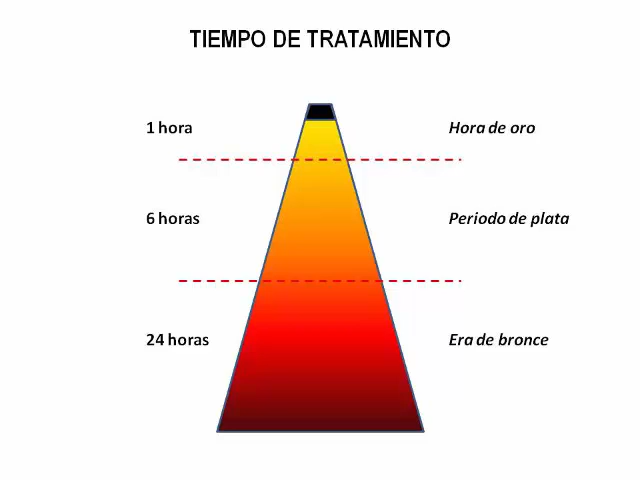 TIEMPO DE TRATAMIENTO
1 hora
Hora de oro
6 horas
Periodo de plata
24 horas
Era de bronce